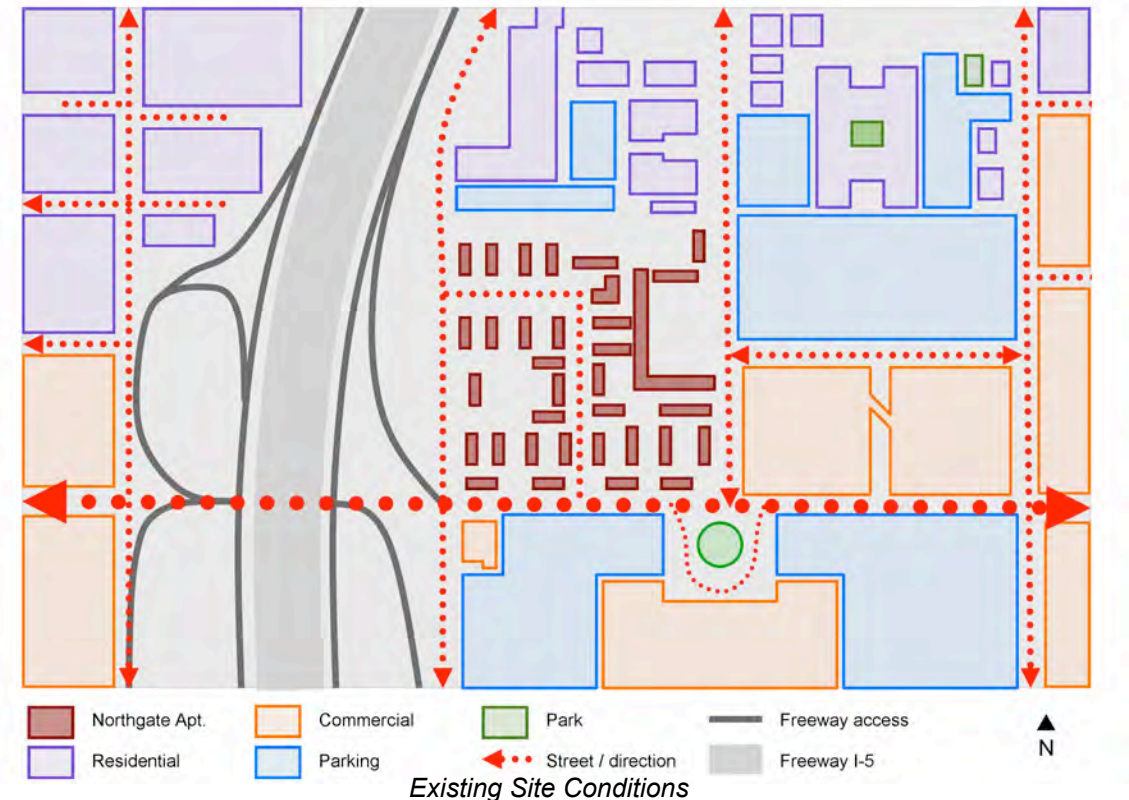 Northgate Apt.
Commercial
Park
Freeway access
Residential
Parking
Street / direction
Freeway I-5
N
Existing Site Conditions